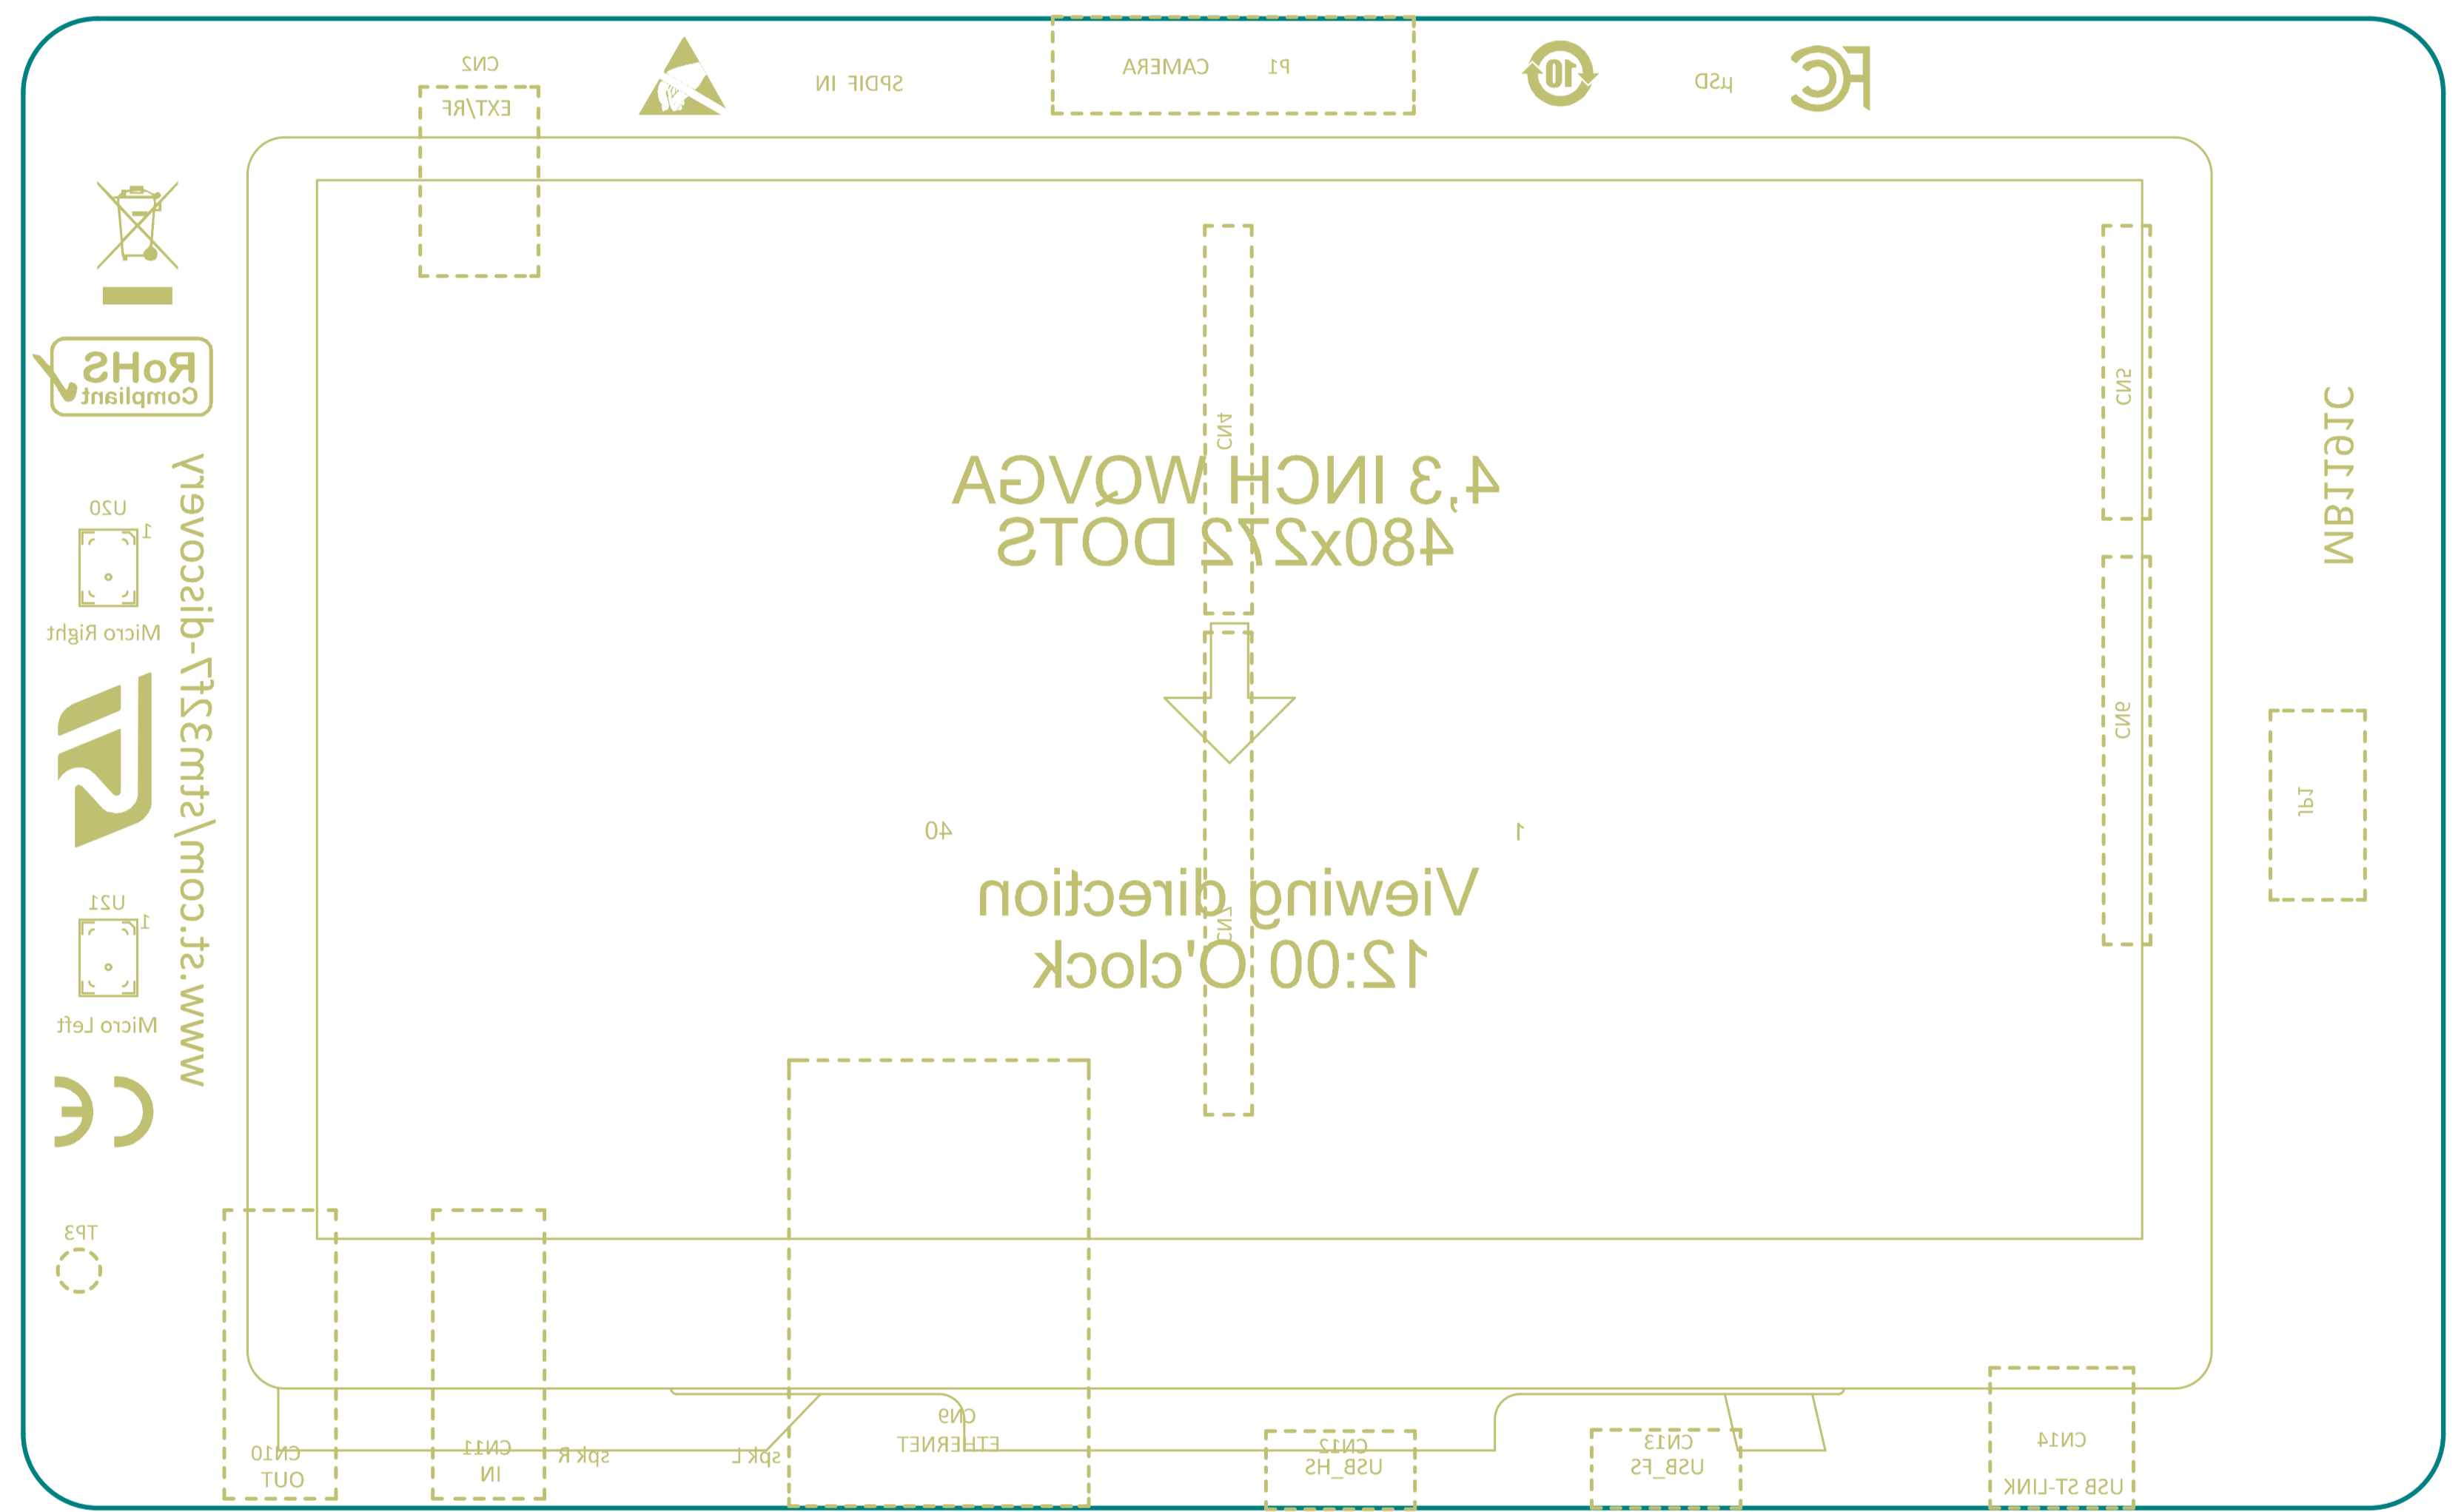 CN2
EXT/RF
SPDIF IN
CAMERA
P1
µSD
RoHS
Compliant
U20
1
Micro Right
www.st.com/stm32f7-discovery
U21
1
Micro Left
TP3
CN4
4,3 INCH WQVGA
480x272 DOTS
40
1
Viewing direction
CN7
12:00 O'clock
CN5
CN6
MB1191C
JP1
CN10
OUT
CN11
IN
spk R
spk L
CN9
ETHERNET
CN12
USB_HS
CN13
USB_FS
CN14
USB ST-LINK